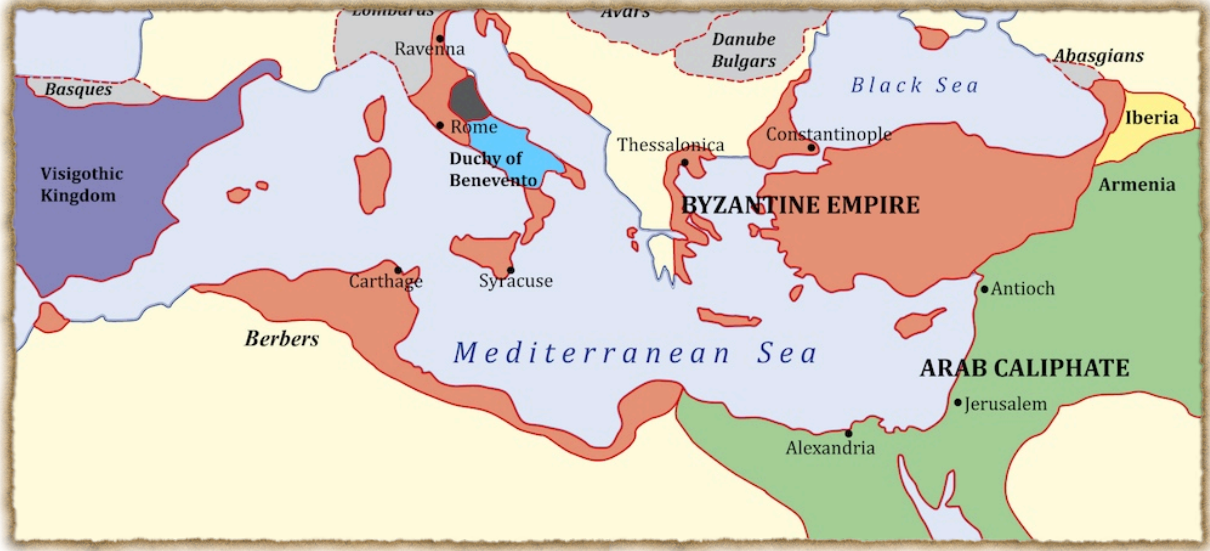 Lombards
Avars
Ravenna
Danube
Bulgars
Abasgians
Basques
Black Sea
Iberia
Rome
Constantinople
Thessalonica
Duchy of
Benevento
Visigothic
Kingdom
Armenia
BYZANTINE EMPIRE
Carthage
Syracuse
Antioch
Berbers
Mediterranean Sea
ARAB CALIPHATE
Jerusalem
Alexandria